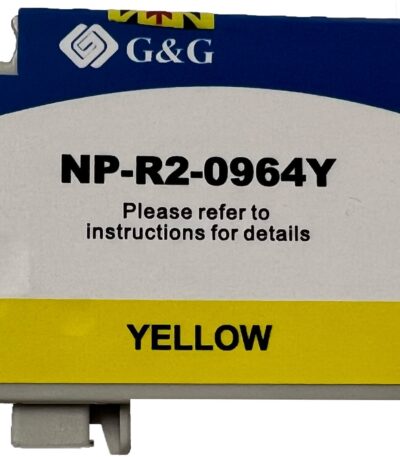 G&G
NP-R2-0964Y
Please refer to
instructions for details
YELLOW